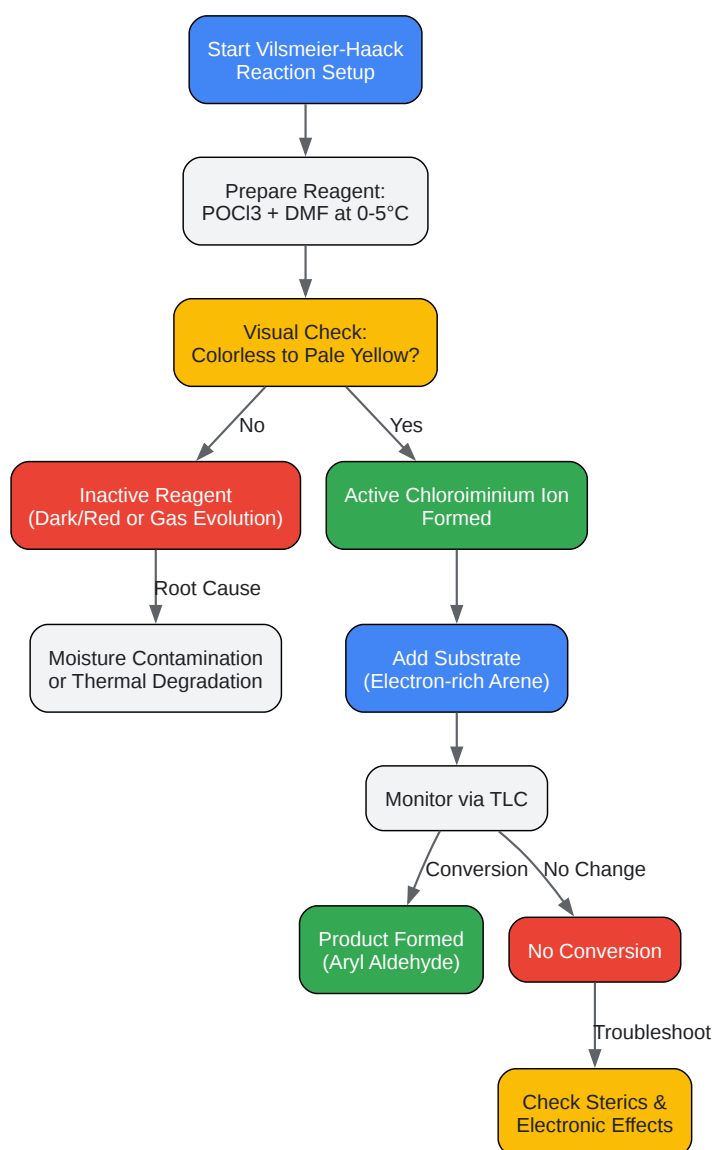 Start Vilsmeier-Haack
Reaction Setup
Prepare Reagent:
POCl3 + DMF at 0-5°C
Visual Check:
Colorless to Pale Yellow?
No
Yes
Inactive Reagent
(Dark/Red or Gas Evolution)
Active Chloroiminium Ion
Formed
Root Cause
Moisture Contamination
or Thermal Degradation
Add Substrate
(Electron-rich Arene)
Monitor via TLC
Conversion
No Change
Product Formed
(Aryl Aldehyde)
No Conversion
Troubleshoot
Check Sterics &
Electronic Effects